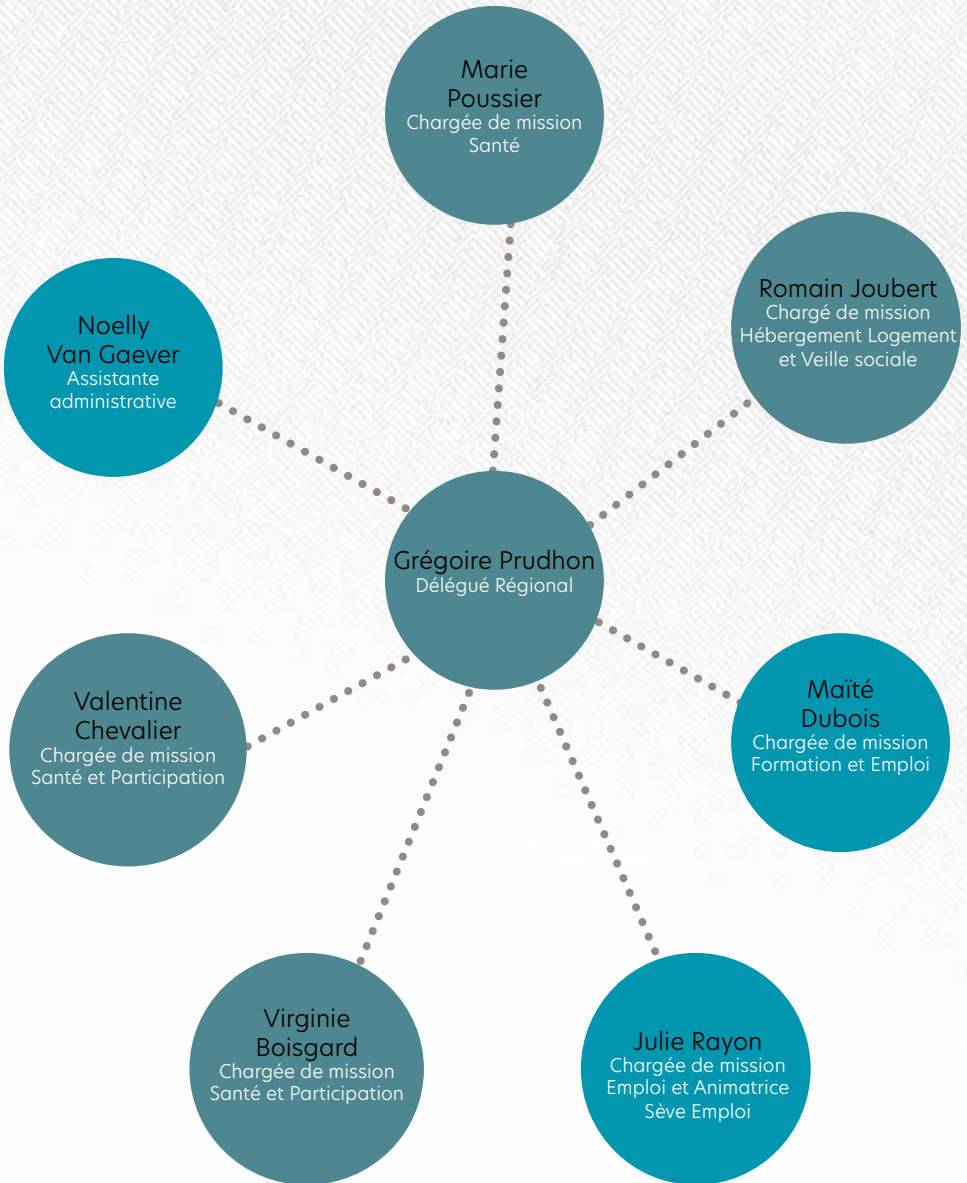 Marie
Poussier
Chargée de mission
Santé
Romain Joubert
Chargé de mission
Hébergement Logement
et Veille sociale
Noelly
Van Gaever
Assistante
administrative
Grégoire Prudhon
Délégué Régional
Valentine
Chevalier
Chargée de mission
Santé et Participation
Maïté
Dubois
Chargée de mission
Formation et Emploi
Virginie
Boisgard
Chargée de mission
Santé et Participation
Julie Rayon
Chargée de mission
Emploi et Animatrice
Sève Emploi